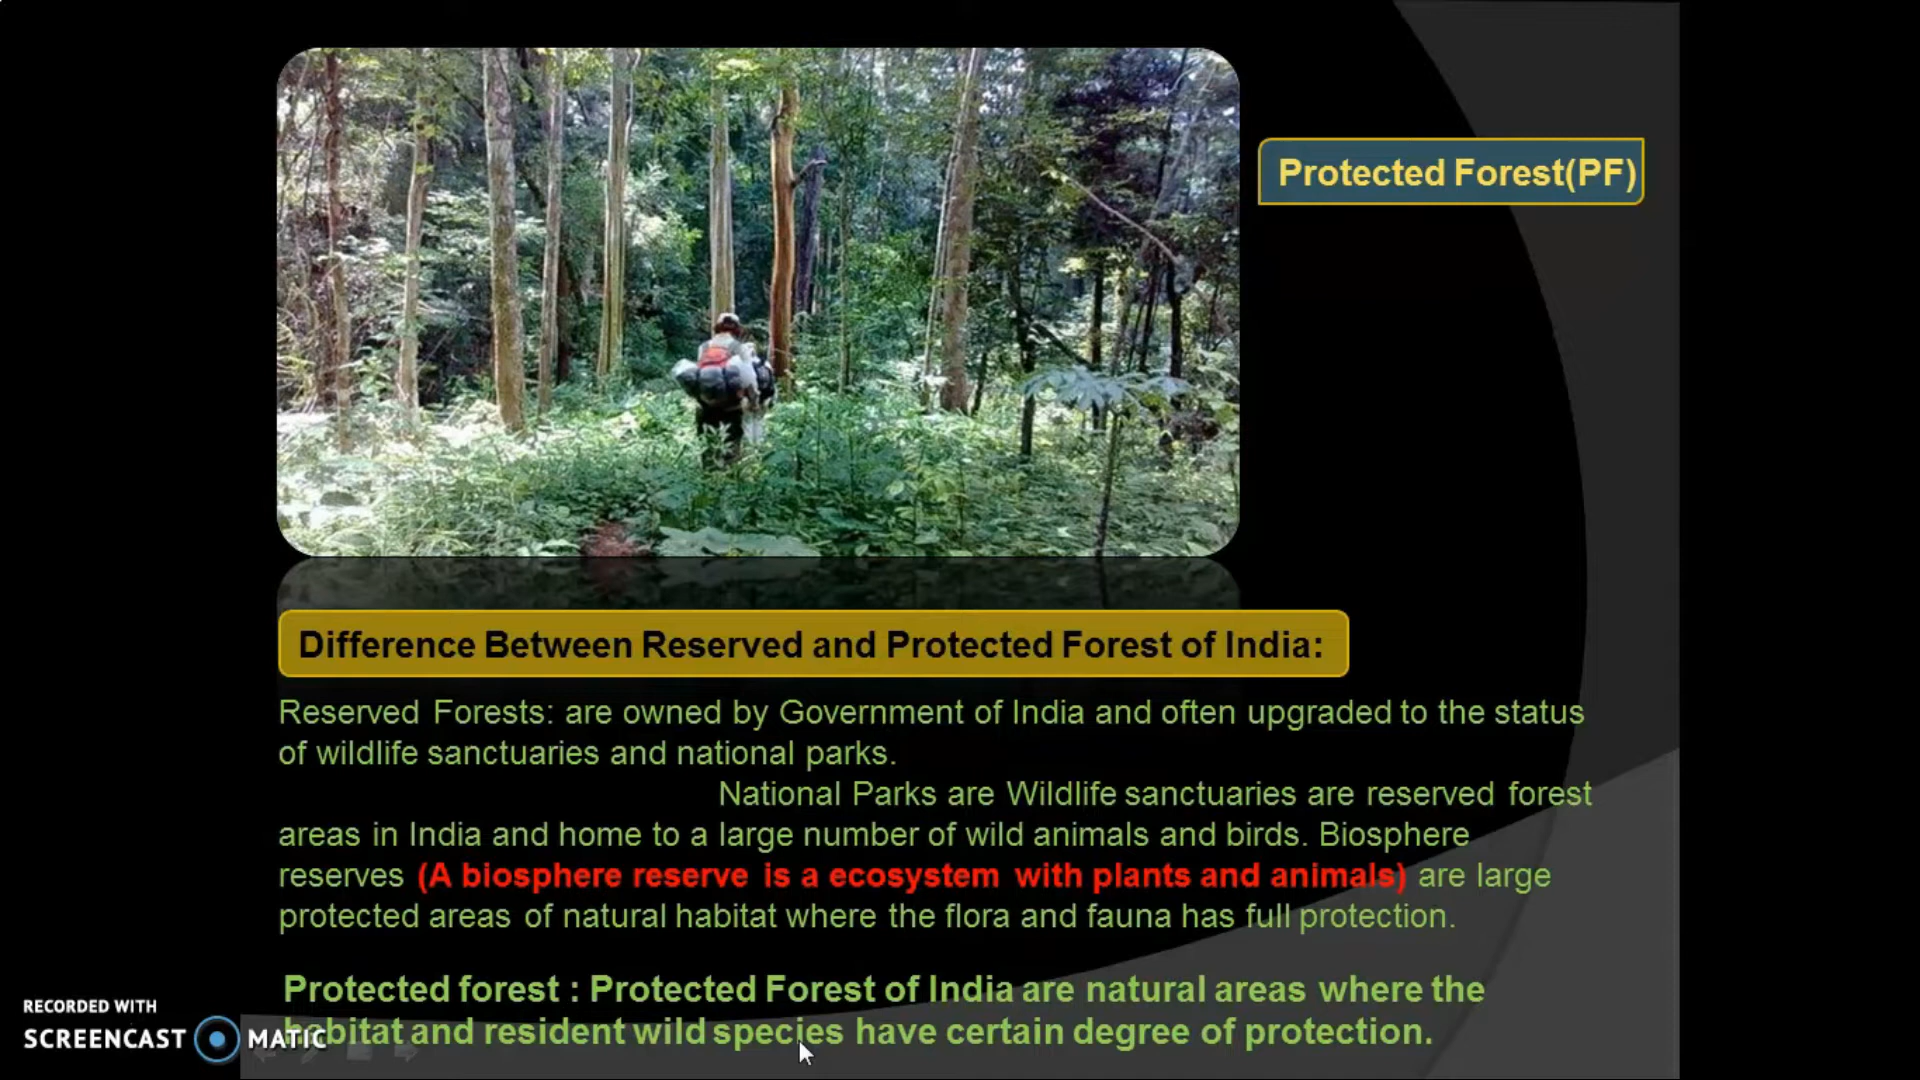 Protected Forest(PF)
Difference Between Reserved and Protected Forest of India:
Reserved Forests: are owned by Government of India and often upgraded to the status
of wildlife sanctuaries and national parks.
National Parks are Wildlife sanctuaries are reserved forest
areas in India and home to a large number of wild animals and birds. Biosphere
reserves (A biosphere reserve is a ecosystem with plants and animals) are large
protected areas of natural habitat where the flora and fauna has full protection.
Protected forest : Protected Forest of India are natural areas where the
habitat and resident wild species have certain degree of protection.
RECORDED WITH
SCREENCAST MATIC